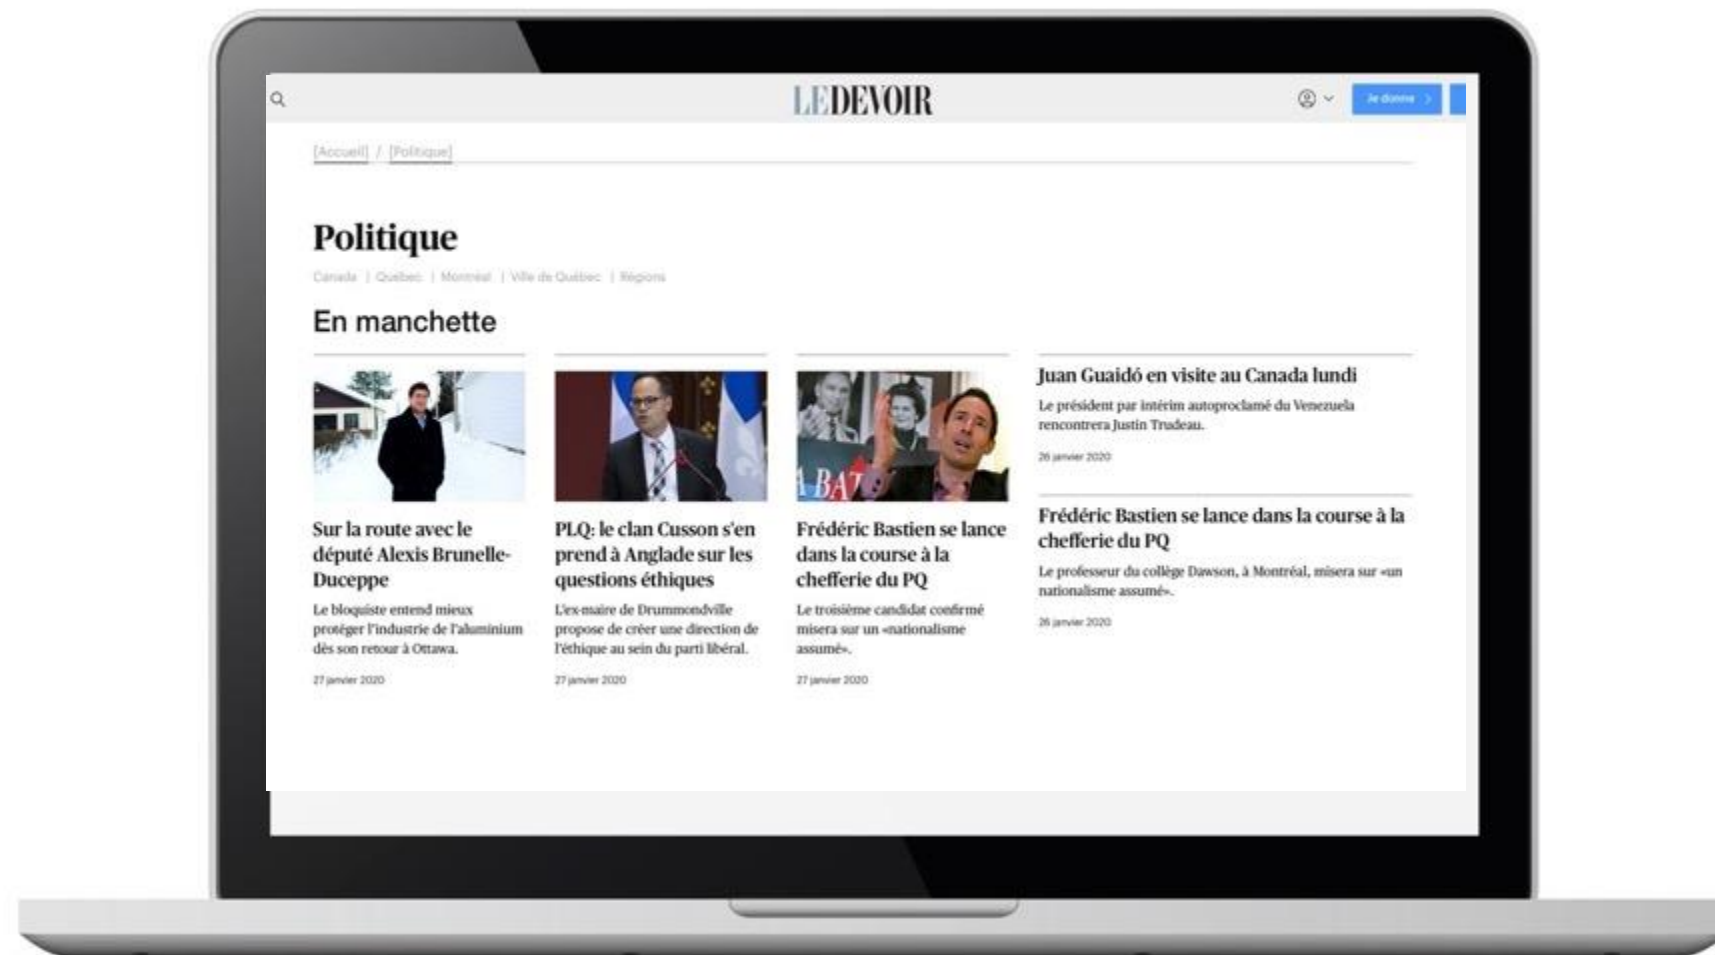 LE DEVOIR
Je donne
[Accueil] / [Politique]
Politique
Canada | Québec | Montréal | Ville de Québec | Régions
En manchette
Sur la route avec le
député Alexis Brunelle-
Duceppe
Le bloquiste entend mieux
protéger l'industrie de l'aluminium
dès son retour à Ottawa.
27 janvier 2020
PLQ: le clan Cusson s'en
prend à Anglade sur les
questions éthiques
L'ex-maire de Drummondville
propose de créer une direction de
l'éthique au sein du parti libéral.
27 janvier 2020
A BAT
Frédéric Bastien se lance
dans la course à la
chefferie du PQ
Le troisième candidat confirmé
misera sur un «nationalisme
assumé».
27 janvier 2020
Juan Guaidó en visite au Canada lundi
Le président par intérim autoproclamé du Venezuela
rencontrera Justin Trudeau.
26 janvier 2020
Frédéric Bastien se lance dans la course à la
chefferie du PQ
Le professeur du collège Dawson, à Montréal, misera sur «un
nationalisme assumé».
26 janvier 2020